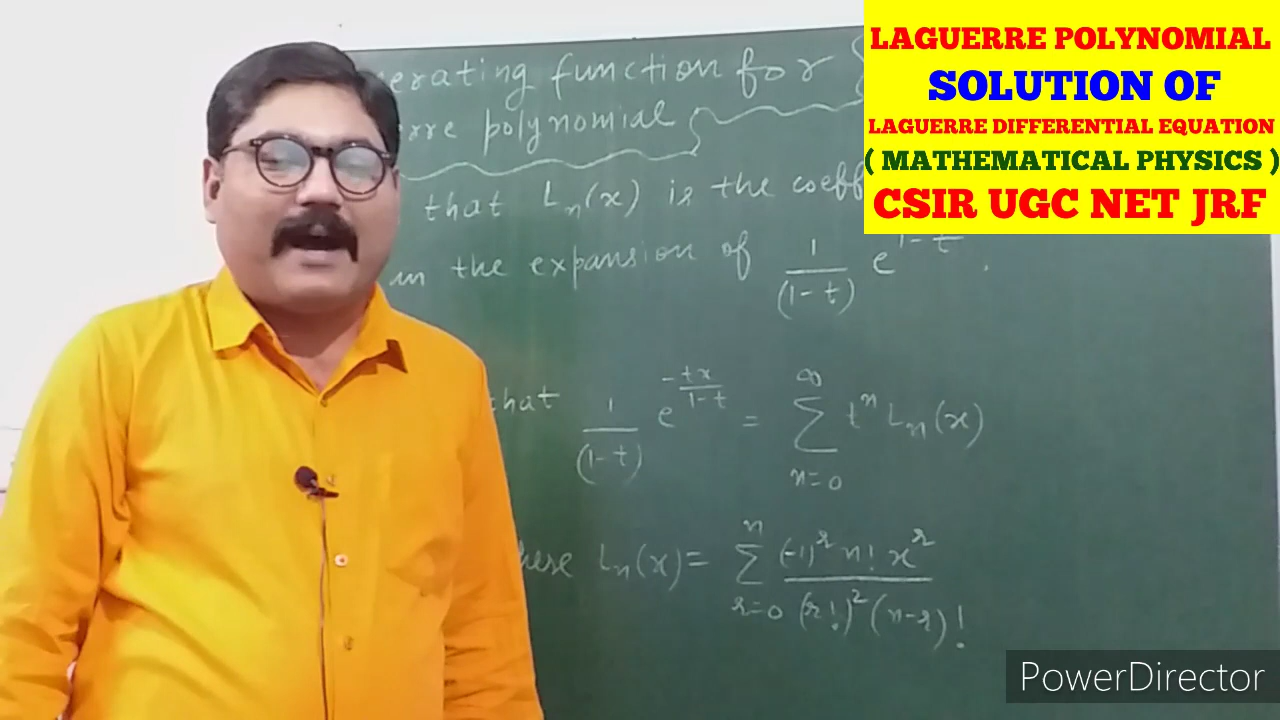 LAGUERRE POLYNOMIAL
SOLUTION OF
LAGUERRE DIFFERENTIAL EQUATION
( MATHEMATICAL PHYSICS )
CSIR UGC NET JRF
erating function for
rre polynomial
that Lₙ(x) is the coeff
in the expansion of 1/(1-t) e
that 1/(1-t) e^(-tx/(1-t)) = ∑_{n=0}^{∞} tⁿ Lₙ(x)
here Lₙ(x) = ∑_{r=0}^{n} (-1)^r n! x^r / (r!)² (n-r)!
PowerDirector